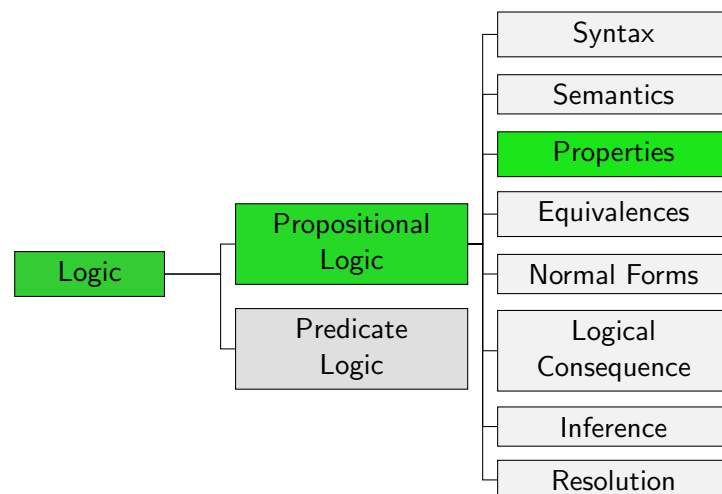 Logic
Propositional
Logic
Predicate
Logic
Syntax
Semantics
Properties
Equivalences
Normal Forms
Logical
Consequence
Inference
Resolution